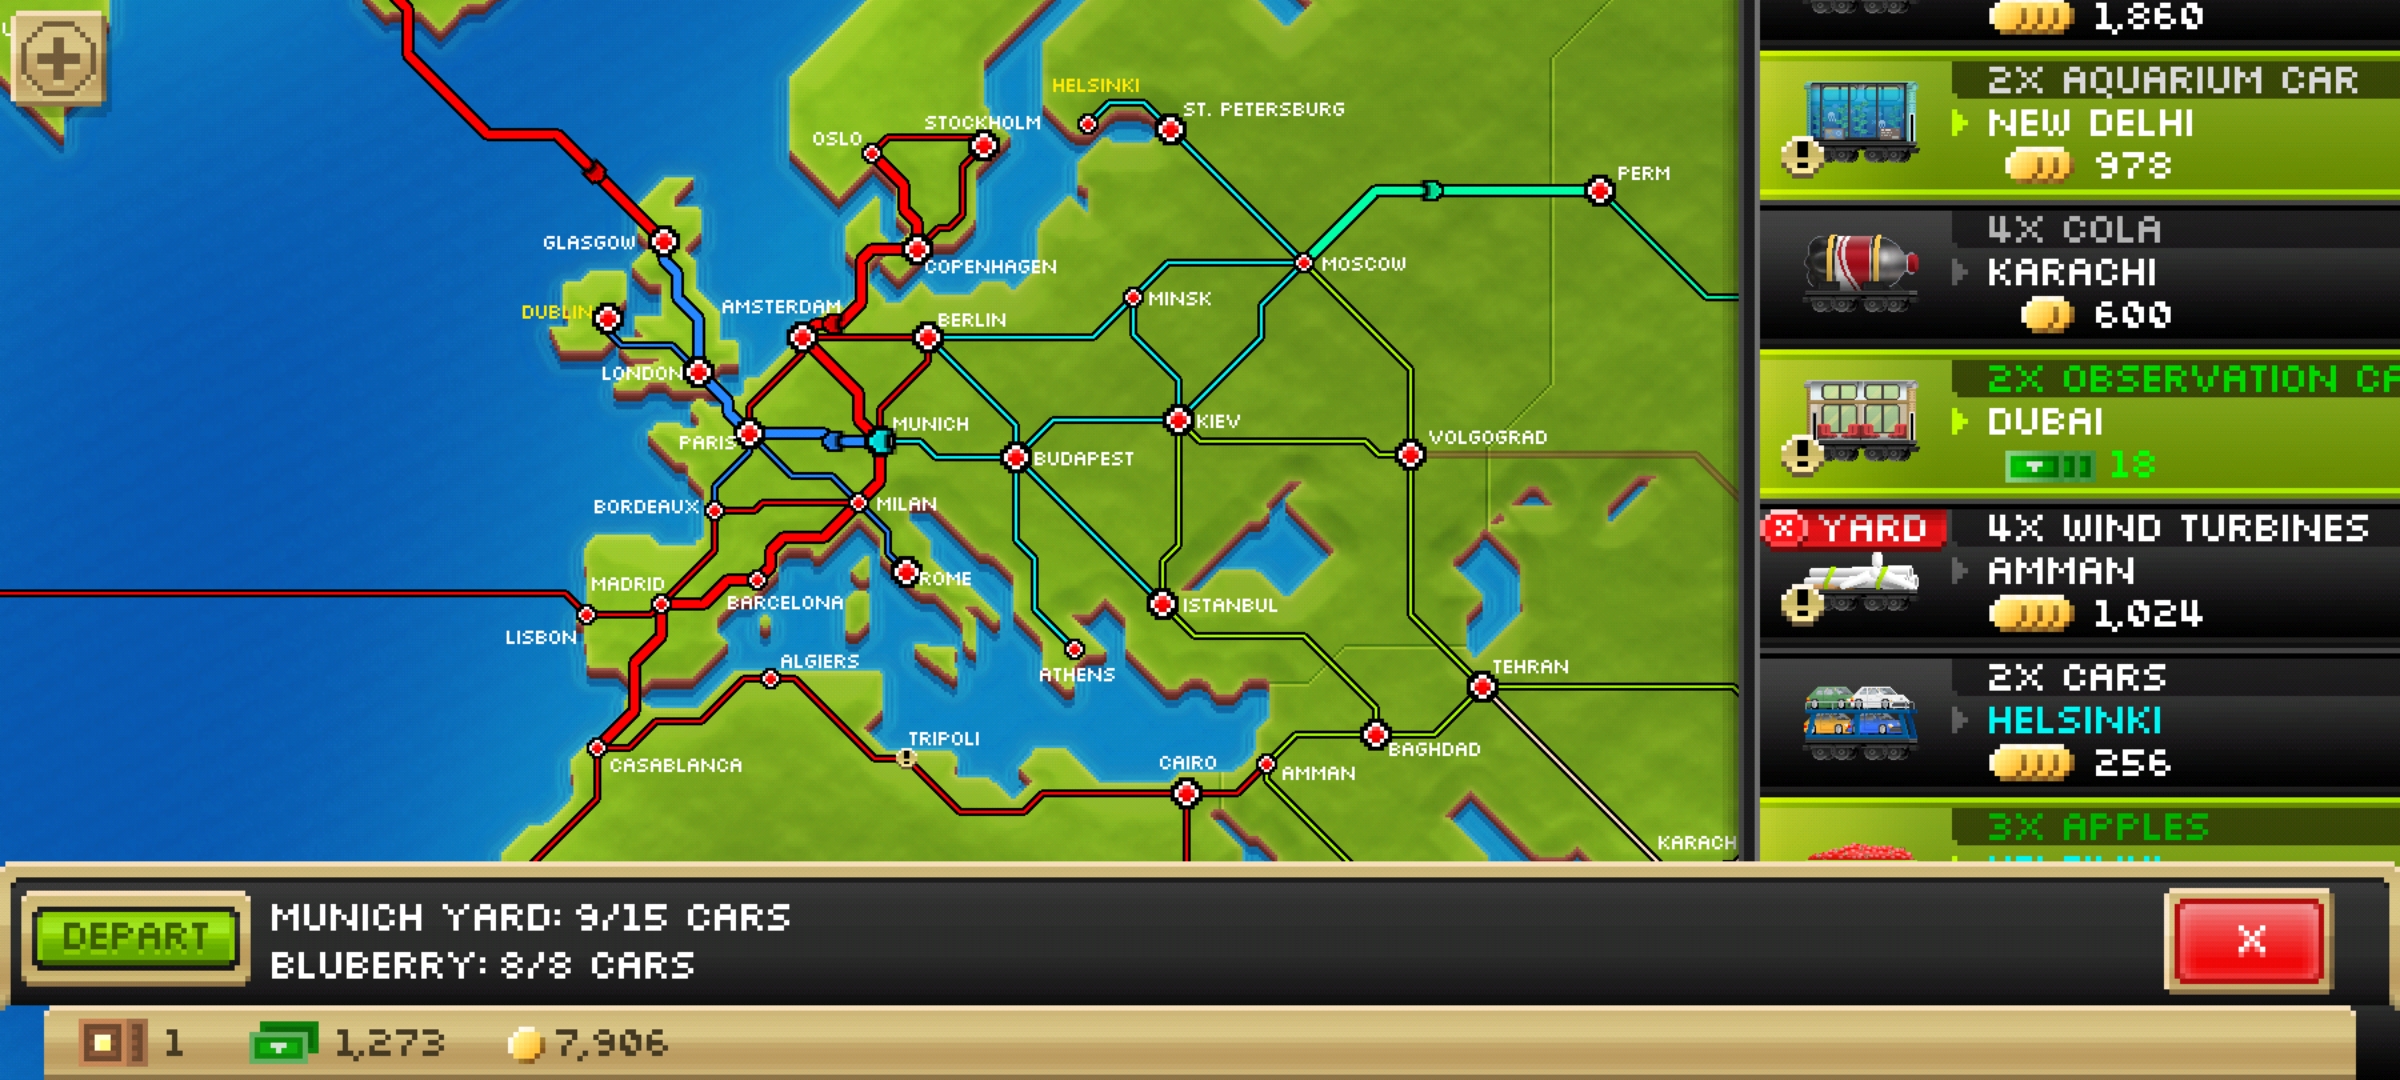 1,860
2X AQUARIUM CAR
NEW DELHI
978
4X COLA
KARACHI
600
2X OBSERVATION CA
DUBAI
18
YARD
4X WIND TURBINES
AMMAN
1,024
2X CARS
HELSINKI
256
3X APPLES
HELSINKI
HELSINKI
ST. PETERSBURG
STOCKHOLM
OSLO
PERM
GLASGOW
COPENHAGEN
MOSCOW
MINSK
DUBLIN
AMSTERDAM
BERLIN
LONDON
MUNICH
KIEV
PARIS
VOLGOGRAD
BUDAPEST
BORDEAUX
MILAN
MADRID
ROME
BARCELONA
ISTANBUL
LISBON
ALGIERS
ATHENS
TEHRAN
TRIPOLI
CASABLANCA
CAIRO
AMMAN
BAGHDAD
KARACH
DEPART
MUNICH YARD: 9/15 CARS
BLUBERRY: 8/8 CARS
X
1
1,273
7,906